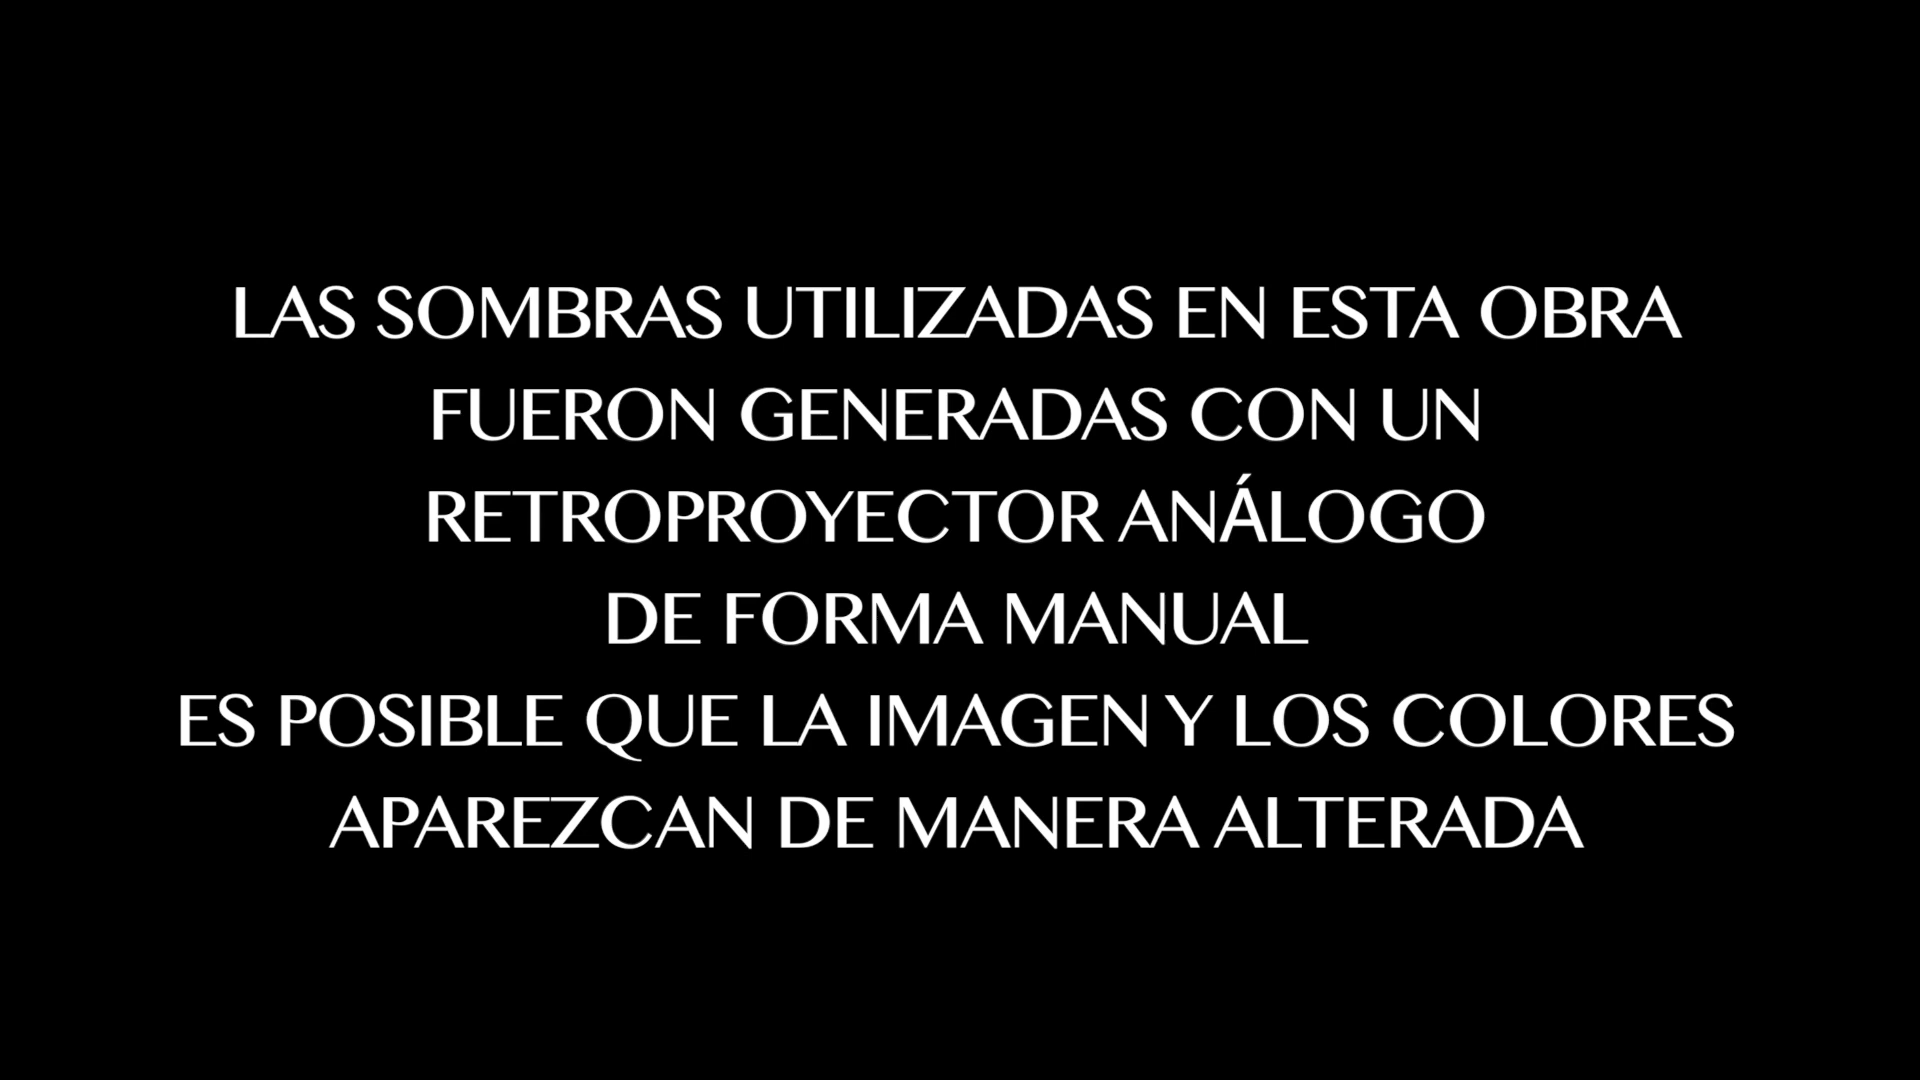 LAS SOMBRAS UTILIZADAS EN ESTA OBRA
FUERON GENERADAS CON UN
RETROPROYECTOR ANÁLOGO
DE FORMA MANUAL
ES POSIBLE QUE LA IMAGEN Y LOS COLORES
APAREZCAN DE MANERA ALTERADA